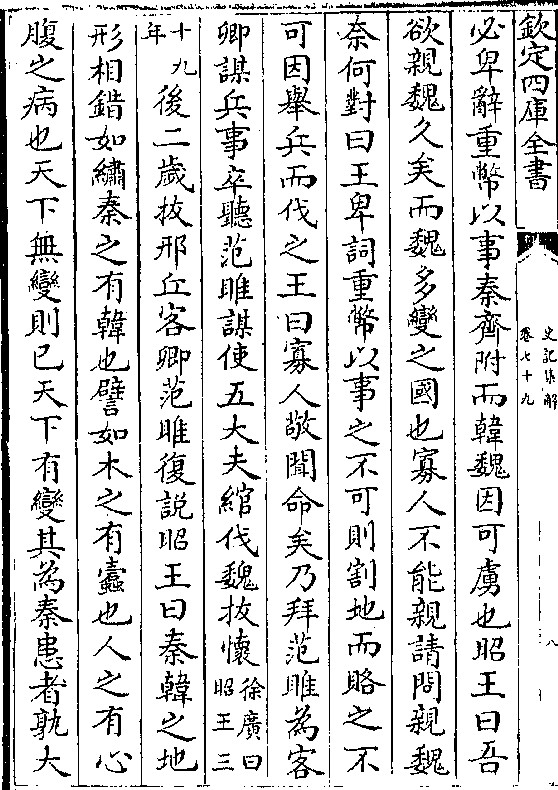 欽定四庫全書
史記集解
卷七十九
八
必卑辭重幣以事秦齊附而韓魏因可虜也昭王曰吾
欲親魏久矣而魏多變之國也寡人不能親請問親魏
奈何對曰王卑詞重幣以事之不可則割地而賂之不
可因舉兵而伐之王曰寡人敬聞命矣乃拜范雎為客
卿謀兵事卒聽范雎謀使五大夫綰伐魏拔懷徐廣曰昭王三
十九年後二歲拔邢丘客卿范雎復說昭王曰秦韓之地
形相錯如繡秦之有韓也譬如木之有蠹也人之有心
腹之病也天下無變則已天下有變其為秦患者孰大